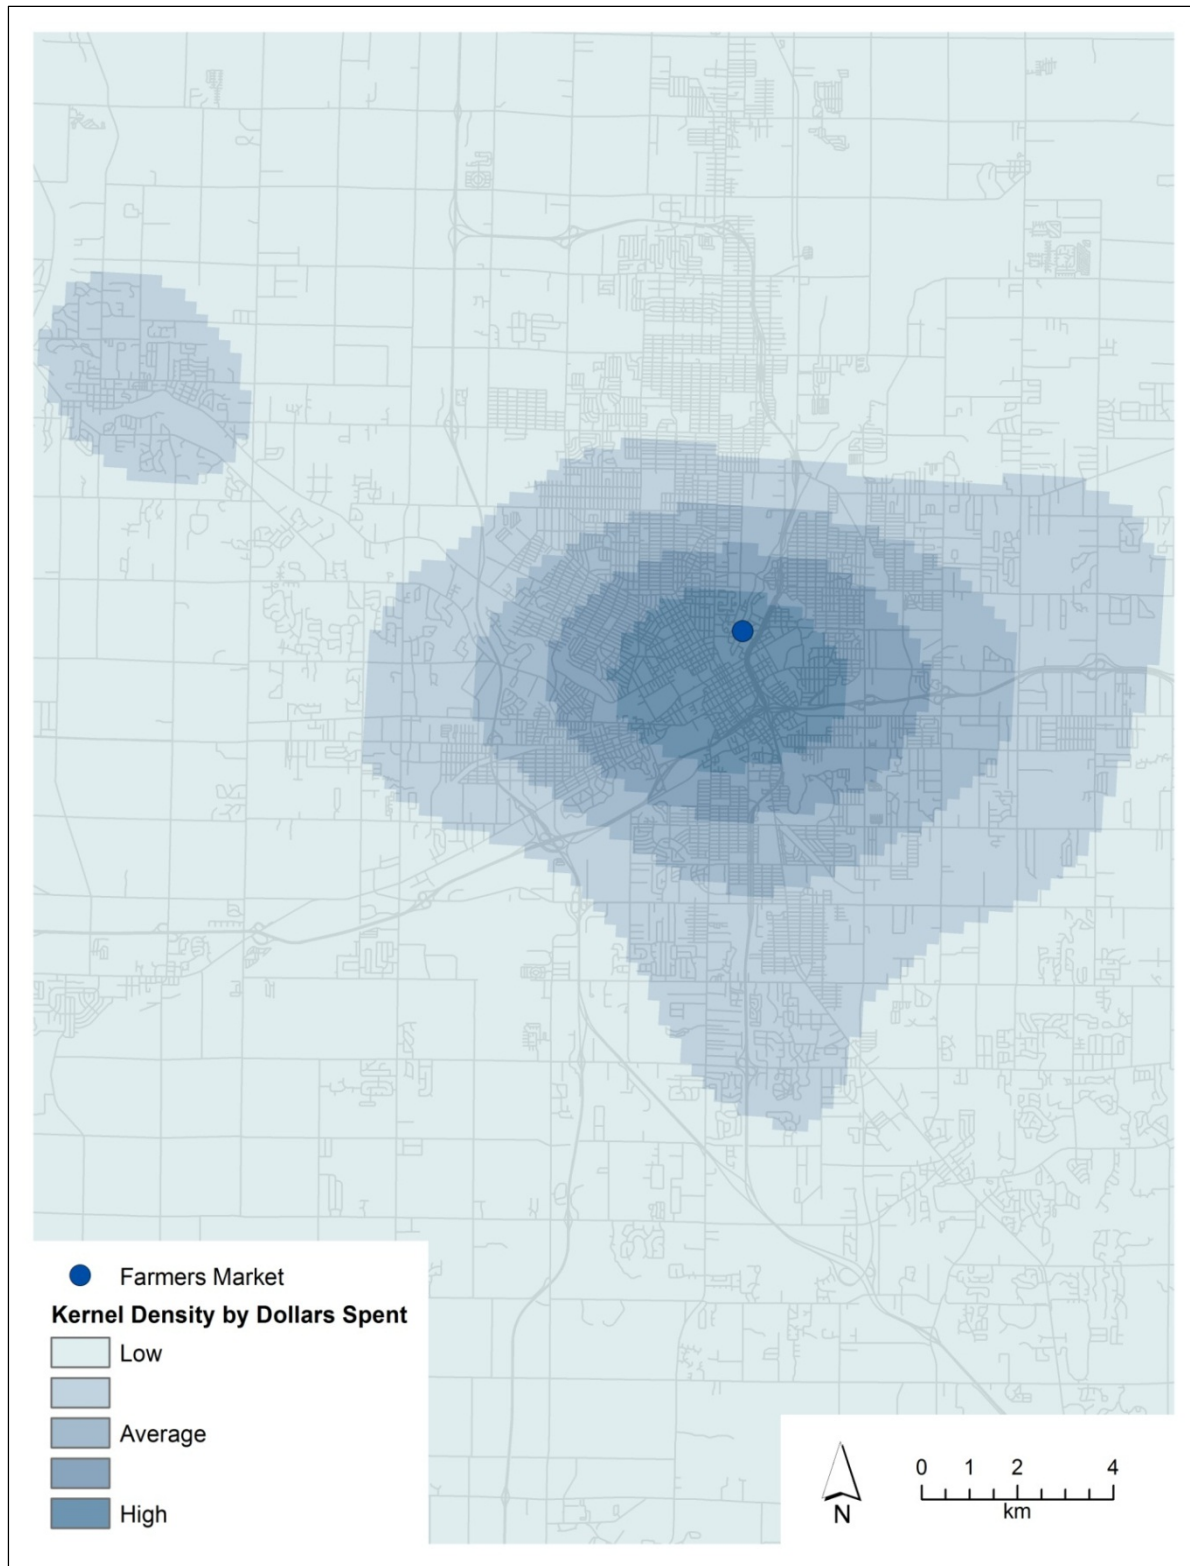 Farmers Market
Kernel Density by Dollars Spent
Low
Average
High
0 1 2 4
km
N